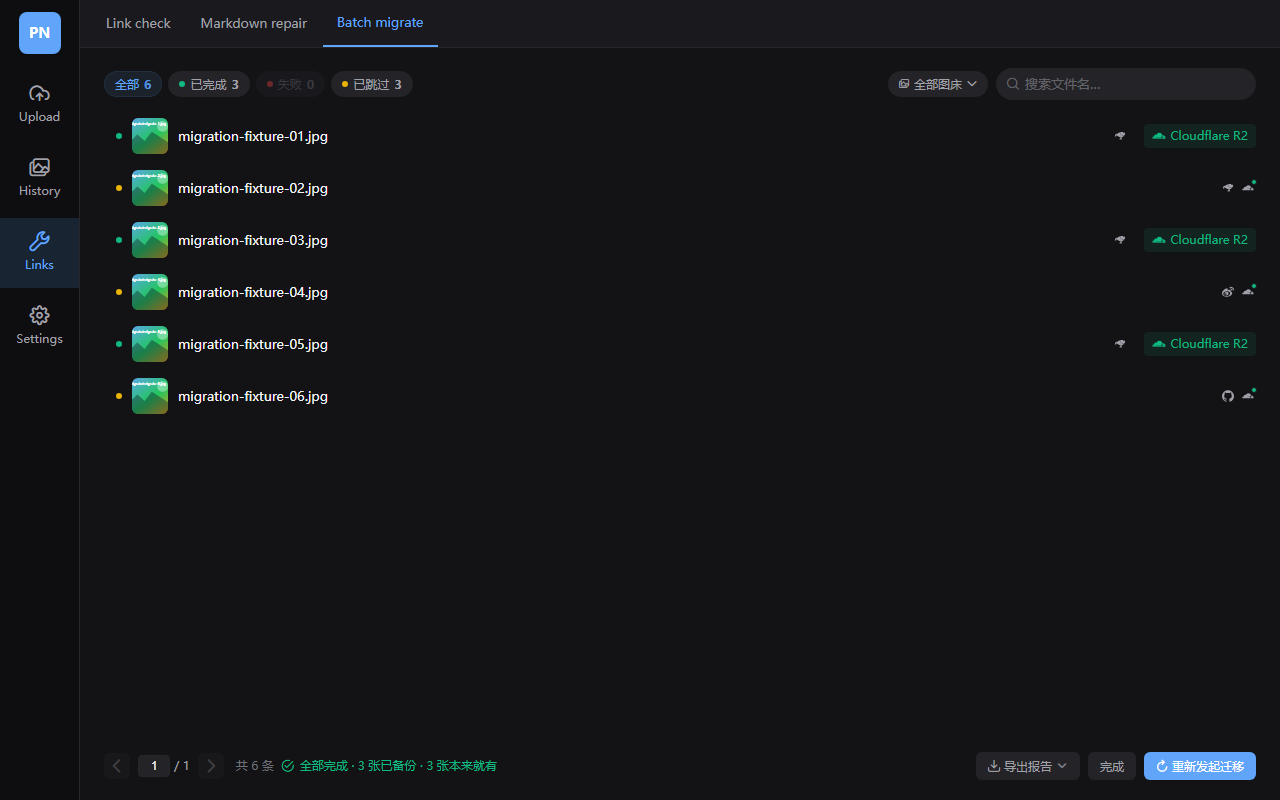 PN
Link check
Markdown repair
Batch migrate
Upload
History
Links
Settings
全部 6
已完成 3
失败 0
已跳过 3
全部图床
搜索文件名...
migration-fixture-01.jpg
Cloudflare R2
migration-fixture-02.jpg
migration-fixture-03.jpg
Cloudflare R2
migration-fixture-04.jpg
migration-fixture-05.jpg
Cloudflare R2
migration-fixture-06.jpg
1 / 1
共 6 条
全部完成 · 3 张已备份 · 3 张本来就有
导出报告
完成
重新发起迁移